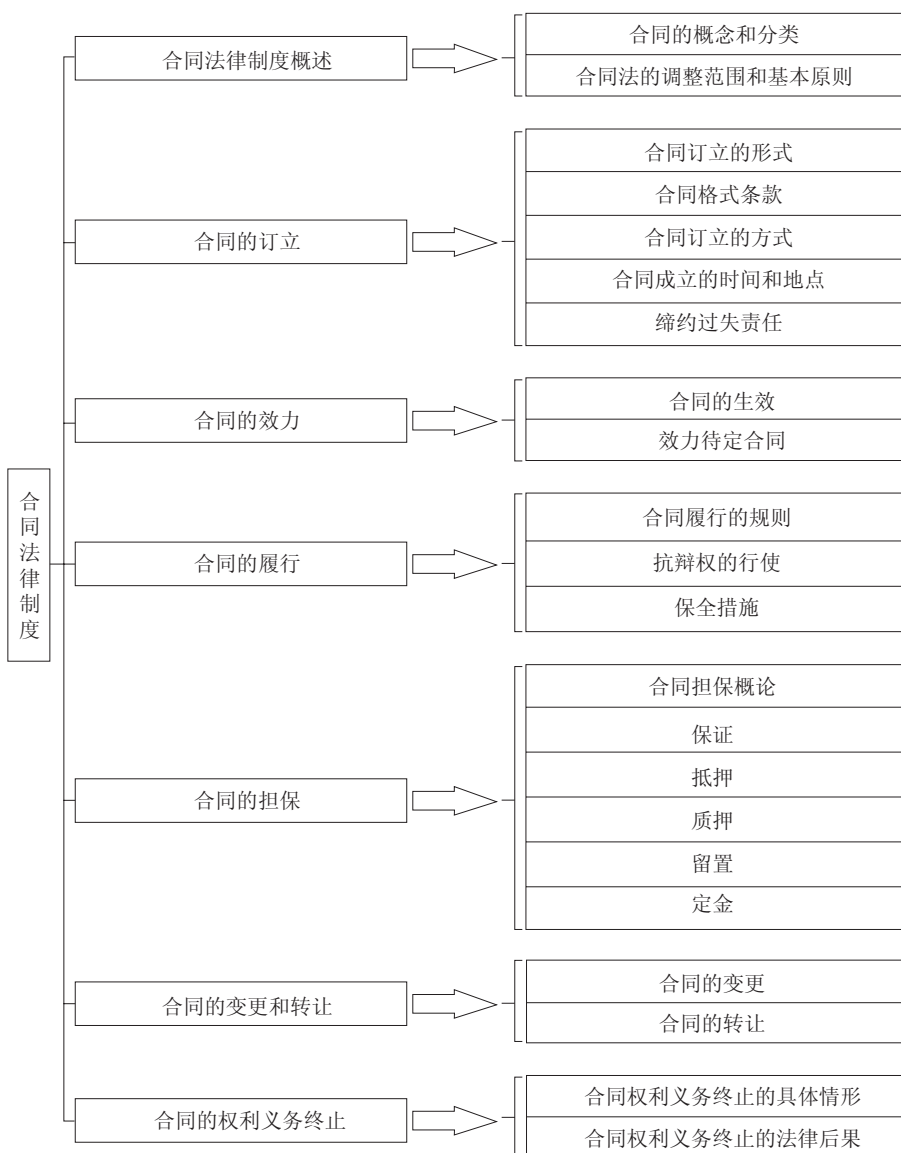 合同法律制度
合同法律制度概述
合同的概念和分类
合同法的调整范围和基本原则
合同的订立
合同订立的形式
合同格式条款
合同订立的方式
合同成立的时间和地点
缔约过失责任
合同的效力
合同的生效
效力待定合同
合同的履行
合同履行的规则
抗辩权的行使
保全措施
合同的担保
合同担保概论
保证
抵押
质押
留置
定金
合同的变更和转让
合同的变更
合同的转让
合同的权利义务终止
合同权利义务终止的具体情形
合同权利义务终止的法律后果